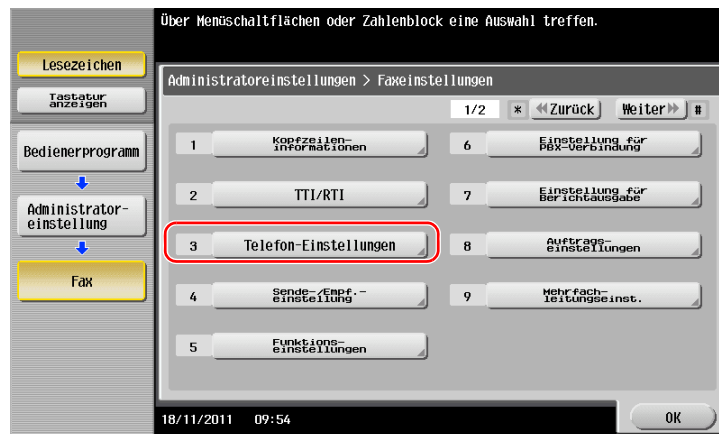 Über Menüschaltflächen oder Zahlenblock eine Auswahl treffen.
Lesezeichen
Tastatur
anzeigen
Bedienerprogramm
Administrator-
einstellung
Fax
Administratoreinstellungen > Faxeinstellungen
1/2 * Zurück Weiter #
1 Kopfzeilen-
informationen
2 TTI/RTI
3 Telefon-Einstellungen
4 Sende-/Empf.-
einstellung
5 Funktions-
einstellungen
6 Einstellung für
PBX-Verbindung
7 Einstellung für
Berichtausgabe
8 Auftrags-
einstellungen
9 Mehrfach-
leitungseinst.
18/11/2011 09:54
OK